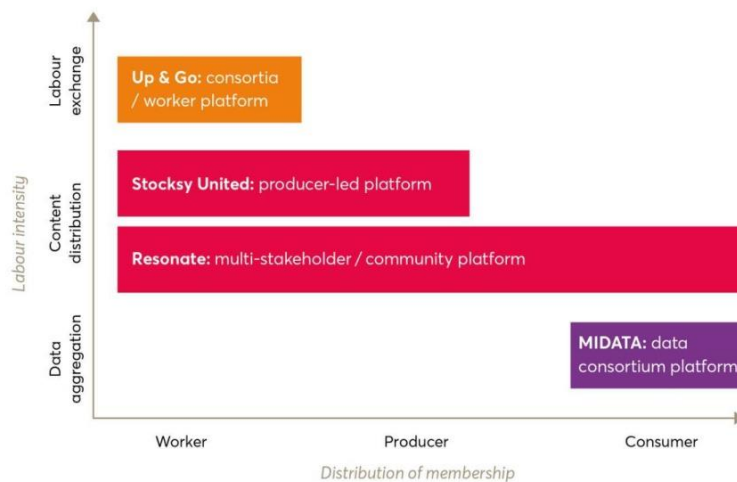 Labour
exchange
Up & Go: consortia
/ worker platform
Labour intensity
Content
distribution
Stocksy United: producer-led platform
Resonate: multi-stakeholder / community platform
Data
aggregation
MIDATA: data
consortium platform
Worker
Producer
Consumer
Distribution of membership